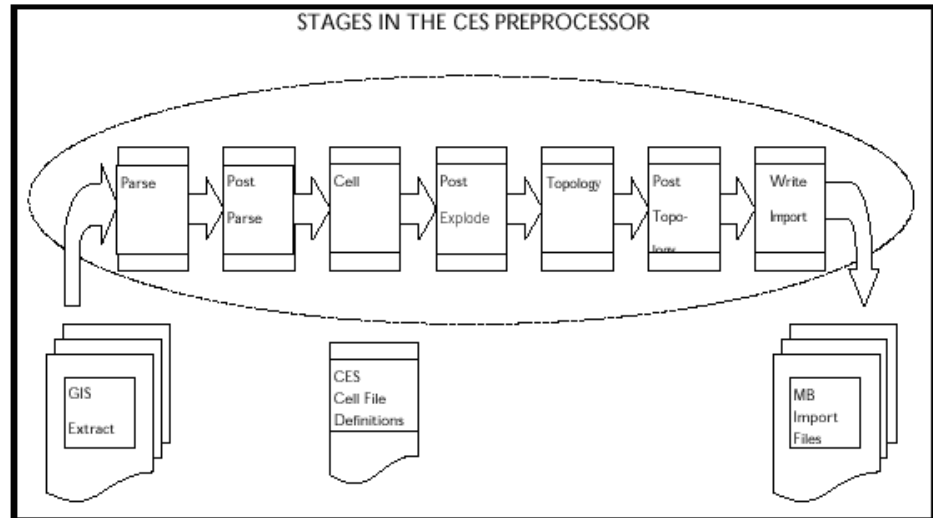 STAGES IN THE CES PREPROCESSOR
Parse
Post
Parse
Cell
Post
Explode
Topology
Post
Topo-
logy
Write
Import
GIS
Extract
CES
Cell File
Definitions
MB
Import
Files